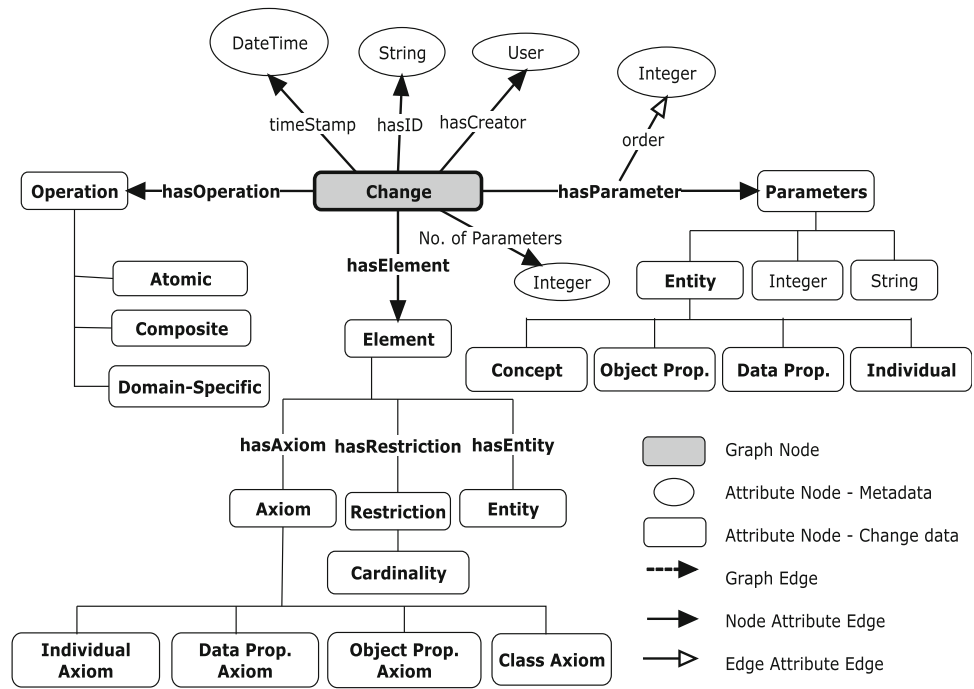 DateTime
String
User
Integer
timeStamp
hasID
hasCreator
order
Operation
hasOperation
Change
hasParameter
Parameters
No. of Parameters
hasElement
Integer
Atomic
Composite
Domain-Specific
Entity
Integer
String
Element
Concept
Object Prop.
Data Prop.
Individual
hasAxiom
hasRestriction
hasEntity
Axiom
Restriction
Entity
Cardinality
Individual
Axiom
Data Prop.
Axiom
Object Prop.
Axiom
Class Axiom
Graph Node
Attribute Node - Metadata
Attribute Node - Change data
Graph Edge
Node Attribute Edge
Edge Attribute Edge